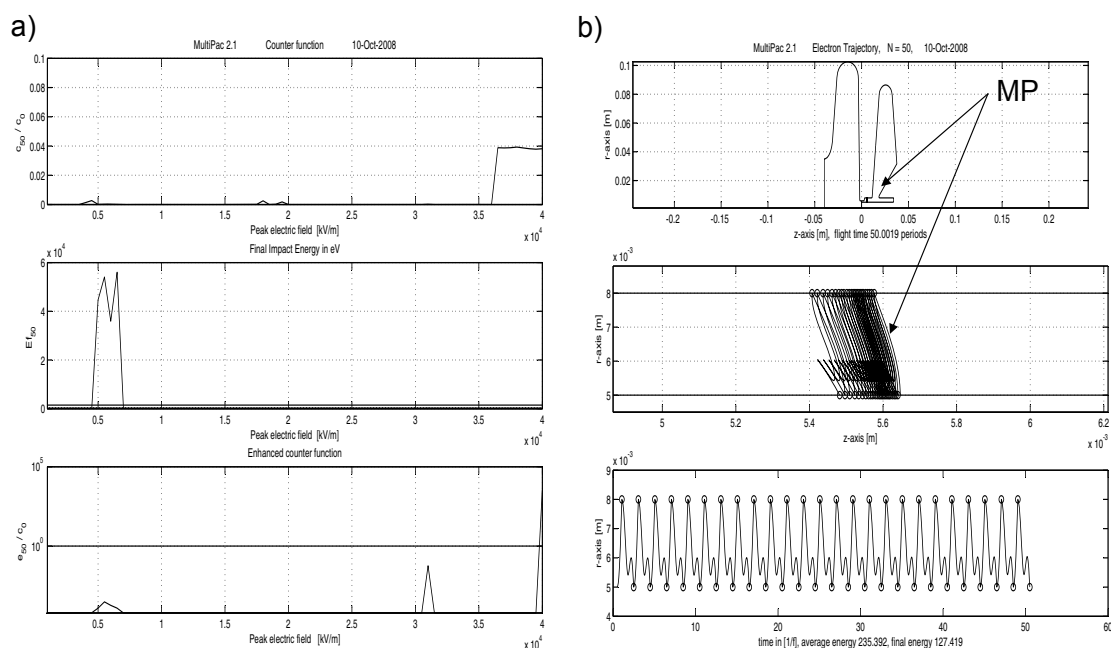 a)
MultiPac 2.1 Counter function 10-Oct-2008
0.1
0.08
0.06
0.04
0.02
0
c50 / c0
0.5 1 1.5 2 2.5 3 3.5 4
Peak electric field [kV/m]
x 10^4
Final Impact Energy in eV
x 10^4
6
4
2
0
Ef50
0.5 1 1.5 2 2.5 3 3.5 4
Peak electric field [kV/m]
x 10^4
Enhanced counter function
10^5
10^0
e50 / c0
0.5 1 1.5 2 2.5 3 3.5 4
Peak electric field [kV/m]
x 10^4
b)
MultiPac 2.1 Electron Trajectory, N = 50, 10-Oct-2008
MP
0.1
0.08
0.06
0.04
0.02
r-axis [m]
-0.2 -0.15 -0.1 -0.05 0 0.05 0.1 0.15 0.2
z-axis [m], flight time 50.0019 periods
x 10^-3
8
7
6
5
r-axis [m]
5 5.2 5.4 5.6 5.8 6 6.2
z-axis [m]
x 10^-3
x 10^-3
9
8
7
6
5
4
r-axis [m]
0 10 20 30 40 50 60
time in [1/f], average energy 235.392, final energy 127.419